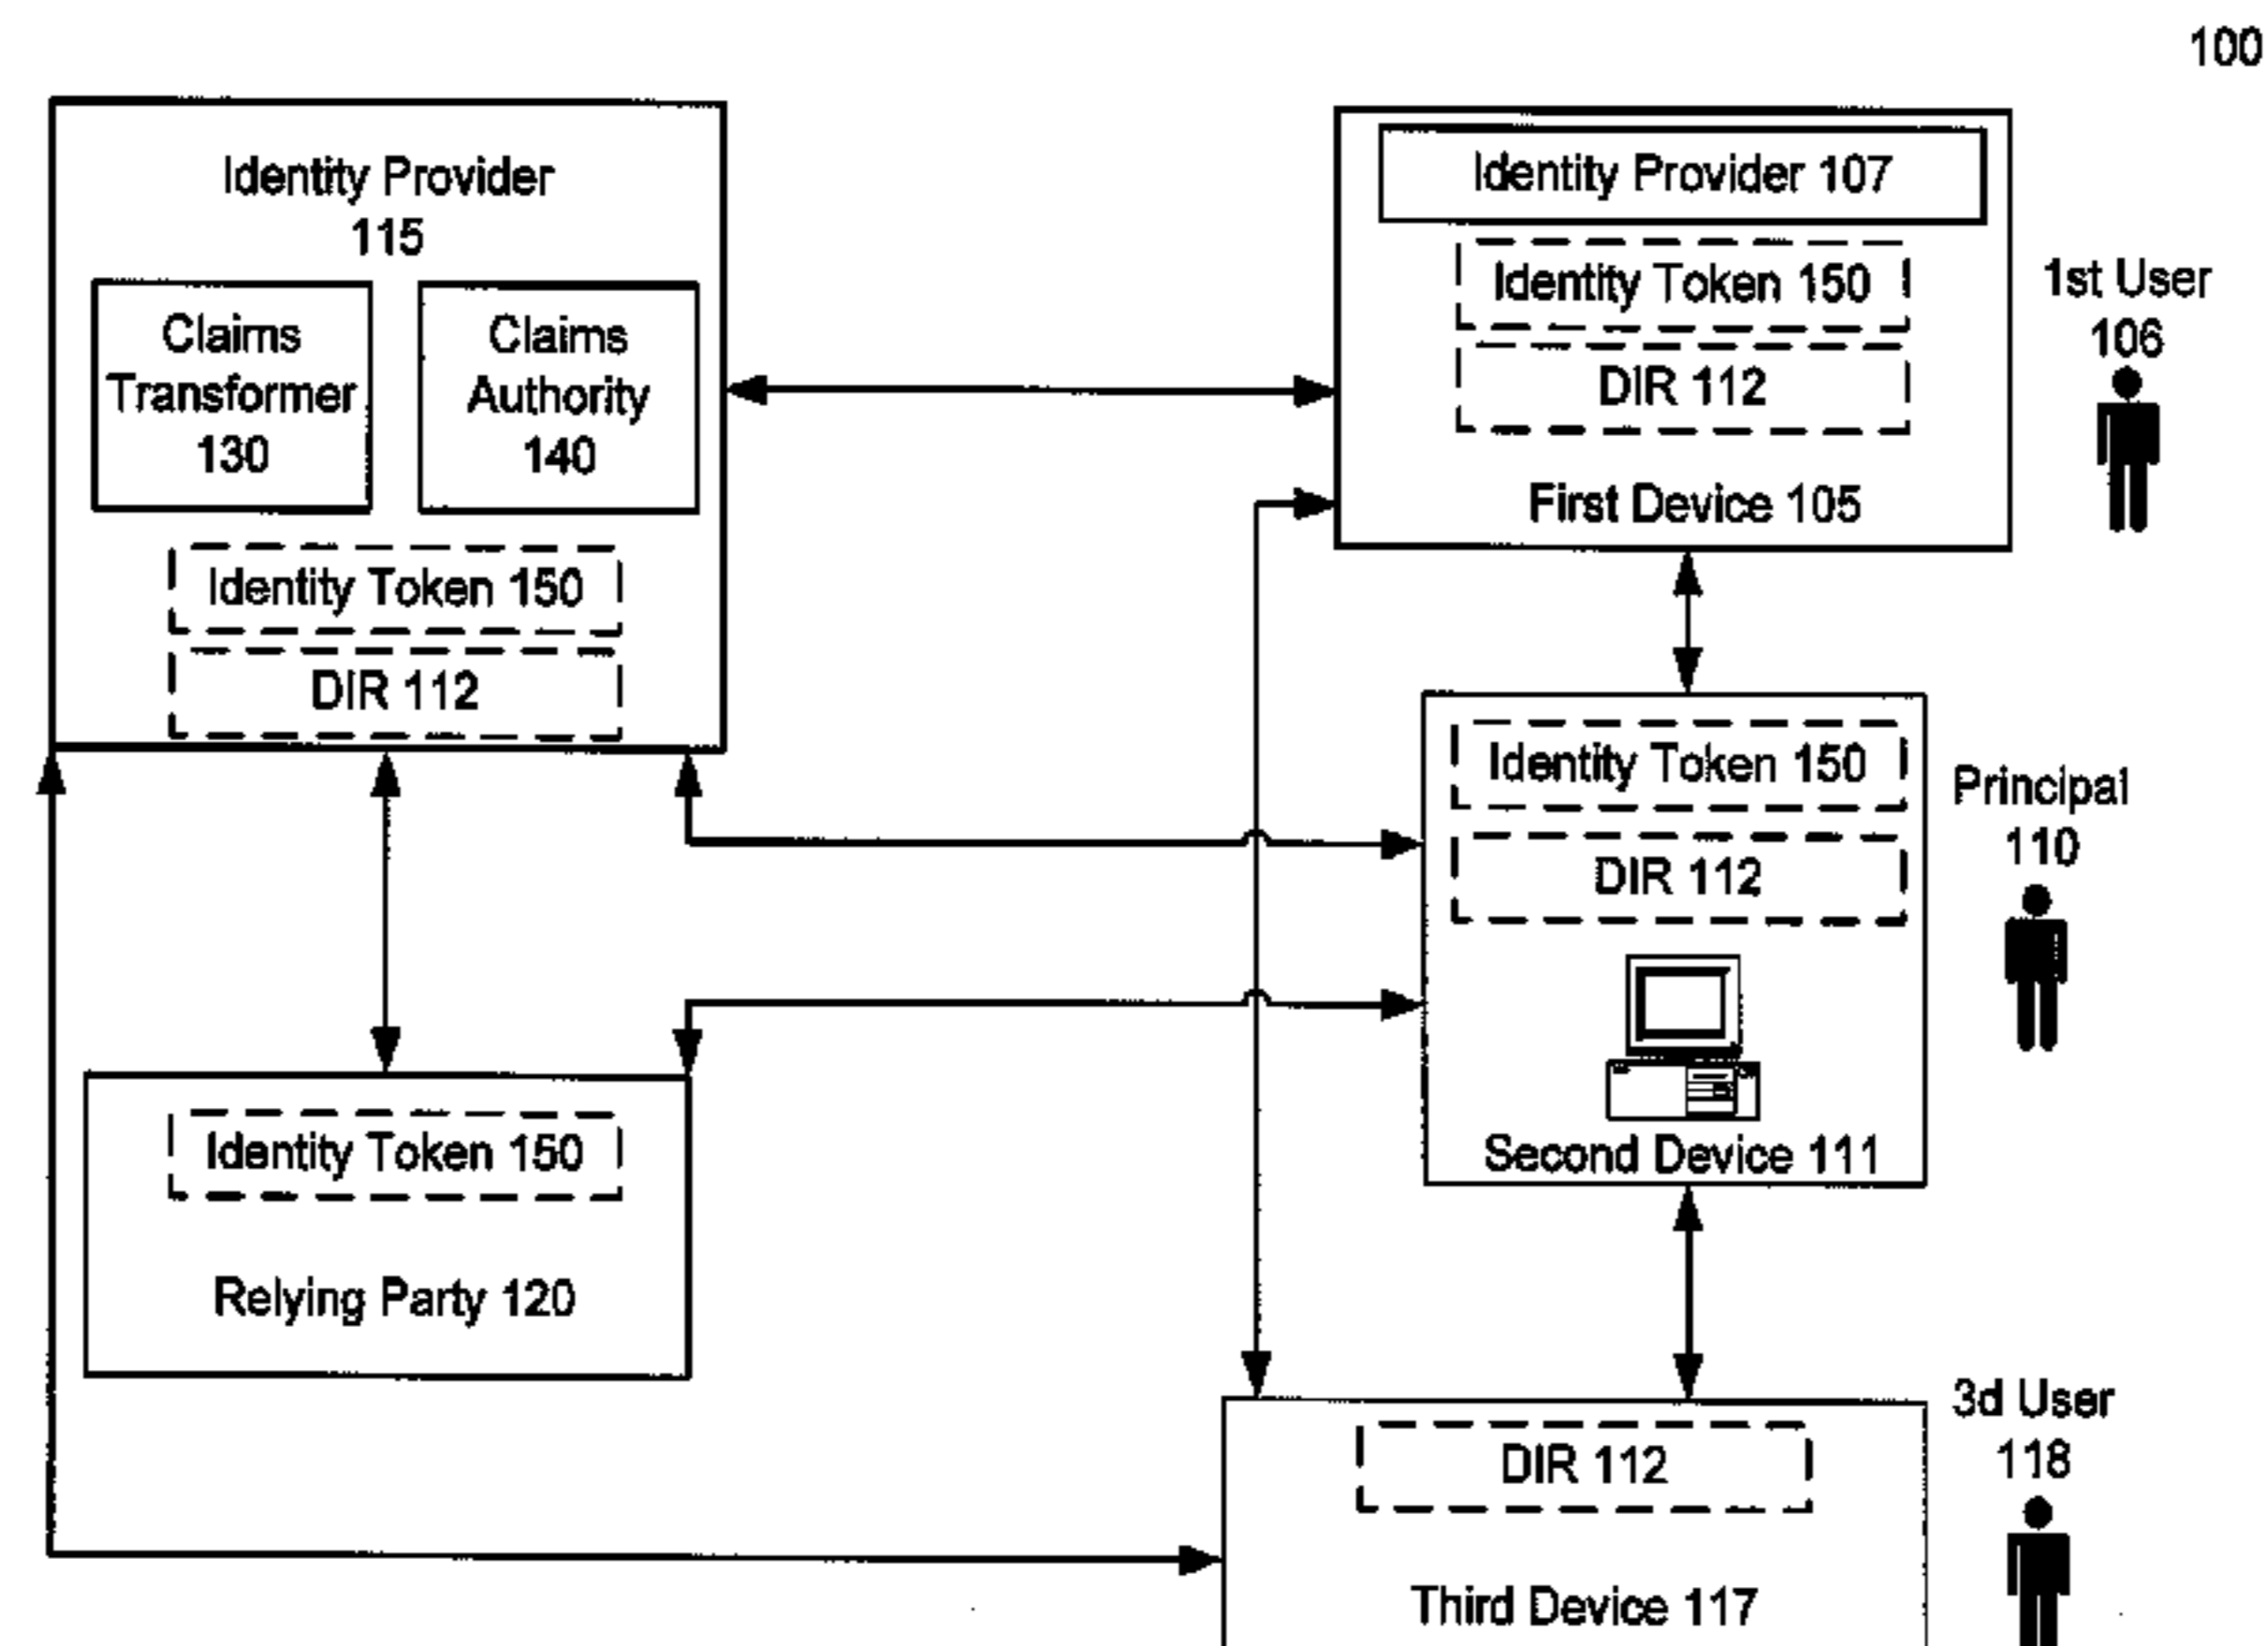 100
Identity Provider
115
Claims
Transformer
130
Claims
Authority
140
Identity Token 150
DIR 112
Identity Provider 107
Identity Token 150
DIR 112
First Device 105
1st User
106
Identity Token 150
DIR 112
Second Device 111
Principal
110
Identity Token 150
Relying Party 120
DIR 112
Third Device 117
3d User
118